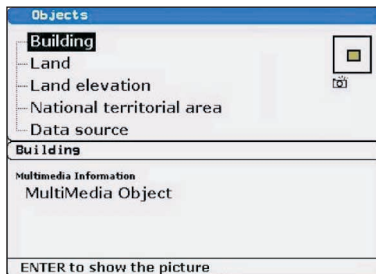 Objects
Building
Land
Land elevation
National territorial area
Data source
Building
Multimedia Information
MultiMedia Object
ENTER to show the picture